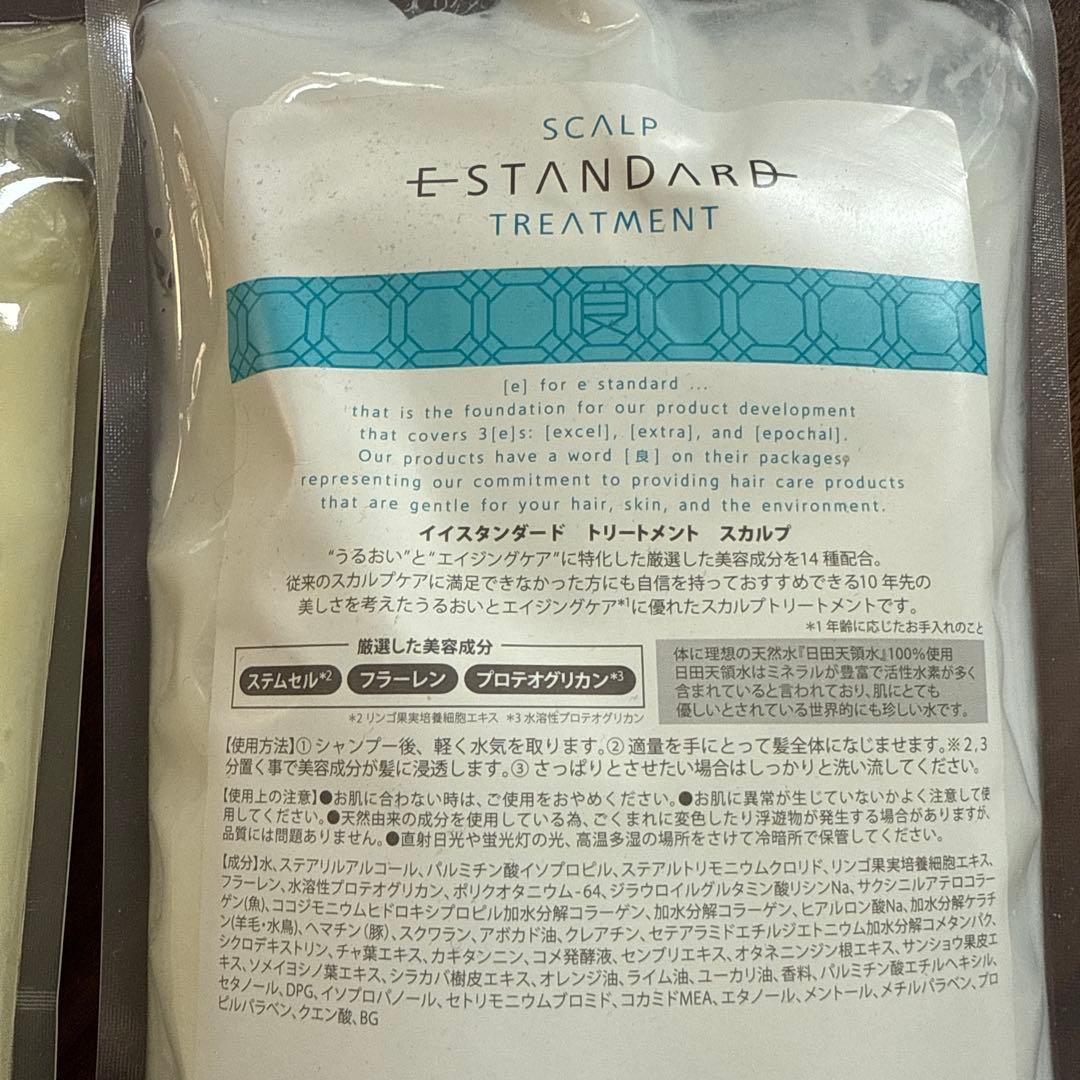 SCALP
E STANDARD
TREATMENT
良
[e] for e standard ...
that is the foundation for our product development
that covers 3[e]s: [excel], [extra], and [epochal].
Our products have a word [良] on their packages,
representing our commitment to providing hair care products
that are gentle for your hair, skin, and the environment.
イイスタンダード トリートメント スカルプ
“うるおい”と“エイジングケア”に特化した厳選した美容成分を14種配合。
従来のスカルプケアに満足できなかった方にも自信を持っておすすめできる10年先の
美しさを考えたうるおいとエイジングケア*1に優れたスカルプトリートメントです。
*1 年齢に応じたお手入れのこと
厳選した美容成分
ステムセル*2 フラーレン プロテオグリカン*3
*2 リンゴ果実培養細胞エキス *3 水溶性プロテオグリカン
体に理想の天然水『日田天領水』100%使用
日田天領水はミネラルが豊富で活性水素が多く
含まれていると言われており、肌にとても
優しいとされている世界的にも珍しい水です。
【使用方法】①シャンプー後、軽く水気を取ります。②適量を手にとって髪全体になじませます。※2,3
分置く事で美容成分が髪に浸透します。③さっぱりとさせたい場合はしっかりと洗い流してください。
【使用上の注意】●お肌に合わない時は、ご使用をおやめください。●お肌に異常が生じていないかよく注意して使
用してください。●天然由来の成分を使用している為、ごくまれに変色したり浮遊物が発生する場合がありますが、
品質には問題ありません。●直射日光や蛍光灯の光、高温多湿の場所をさけて冷暗所で保管してください。
【成分】水、ステアリルアルコール、パルミチン酸イソプロピル、ステアルトリモニウムクロリド、リンゴ果実培養細胞エキス、
フラーレン、水溶性プロテオグリカン、ポリクオタニウム-64、ジラウロイルグルタミン酸リシンNa、サクシニルアテロコラー
ゲン(魚)、ココジモニウムヒドロキシプロピル加水分解コラーゲン、加水分解コラーゲン、ヒアルロン酸Na、加水分解ケラチ
ン(羊毛・水鳥)、ヘマチン(豚)、スクワラン、アボカド油、クレアチン、セテアラミドエチルジエトニウム加水分解コメタンパク、
シクロデキストリン、チャ葉エキス、カキタンニン、コメ発酵液、センブリエキス、オタネニンジン根エキス、サンショウ果皮エ
キス、ソメイヨシノ葉エキス、シラカバ樹皮エキス、オレンジ油、ライム油、ユーカリ油、香料、パルミチン酸エチルヘキシル、
セタノール、DPG、イソプロパノール、セトリモニウムブロミド、コカミドMEA、エタノール、メントール、メチルパラベン、プロ
ピルパラベン、クエン酸、BG